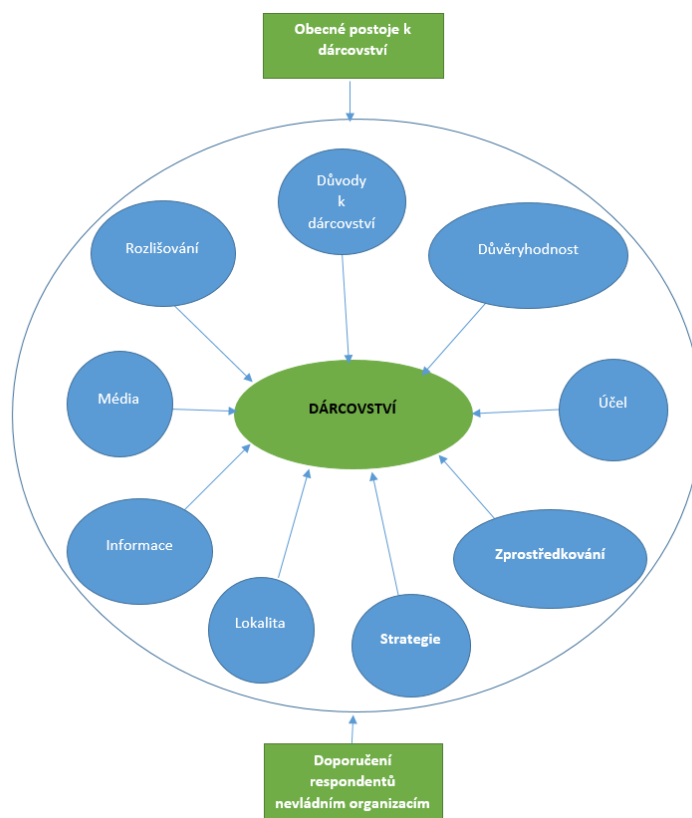 Obecné postoje k
dárcovství
Důvody
k
dárcovství
Rozlišování
Důvěryhodnost
Média
DÁRCOVSTVÍ
Účel
Informace
Zprostředkování
Lokalita
Strategie
Doporučení
respondentů
nevládním organizacím